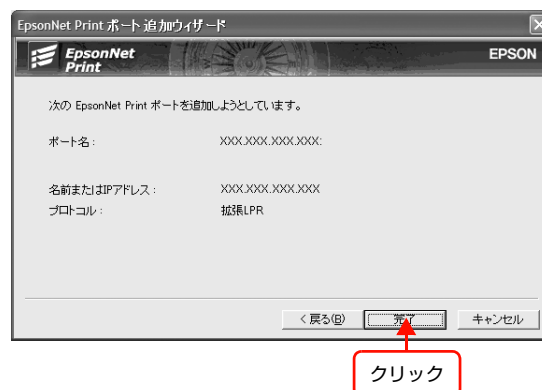 EpsonNet Print ポート 追加ウィザード
EpsonNet
Print
EPSON
次の EpsonNet Print ポートを追加しようとしています。
ポート名 : XXX.XXX.XXX.XXX:
名前またはIPアドレス : XXX.XXX.XXX.XXX
プロトコル : 拡張LPR
< 戻る(B) 完了 キャンセル
クリック